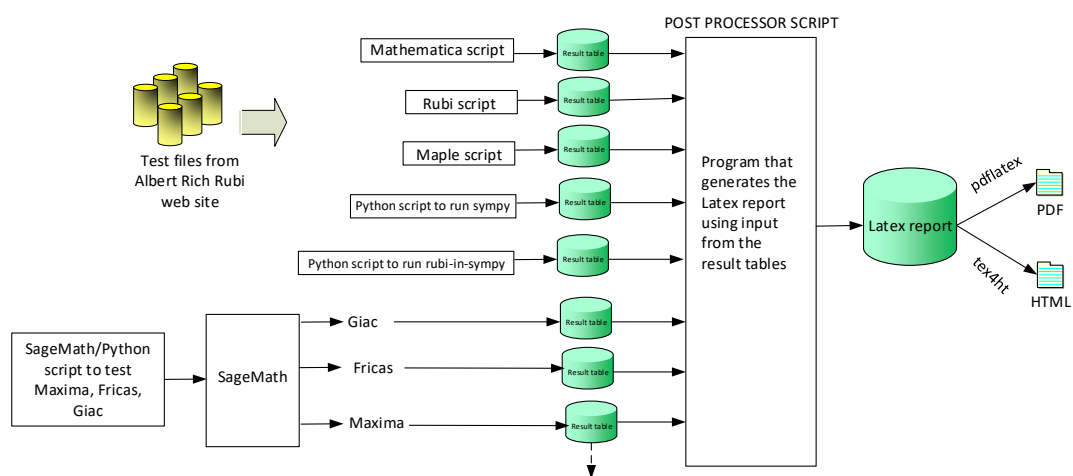 POST PROCESSOR SCRIPT
Mathematica script
Result table
Rubi script
Result table
Maple script
Result table
Python script to run sympy
Result table
Python script to run rubi-in-sympy
Result table
Giac
Result table
Fricas
Result table
Maxima
Result table
Test files from
Albert Rich Rubi
web site
SageMath/Python
script to test
Maxima, Fricas,
Giac
SageMath
Program that
generates the
Latex report
using input
from the
result tables
Latex report
pdflatex
PDF
tex4ht
HTML